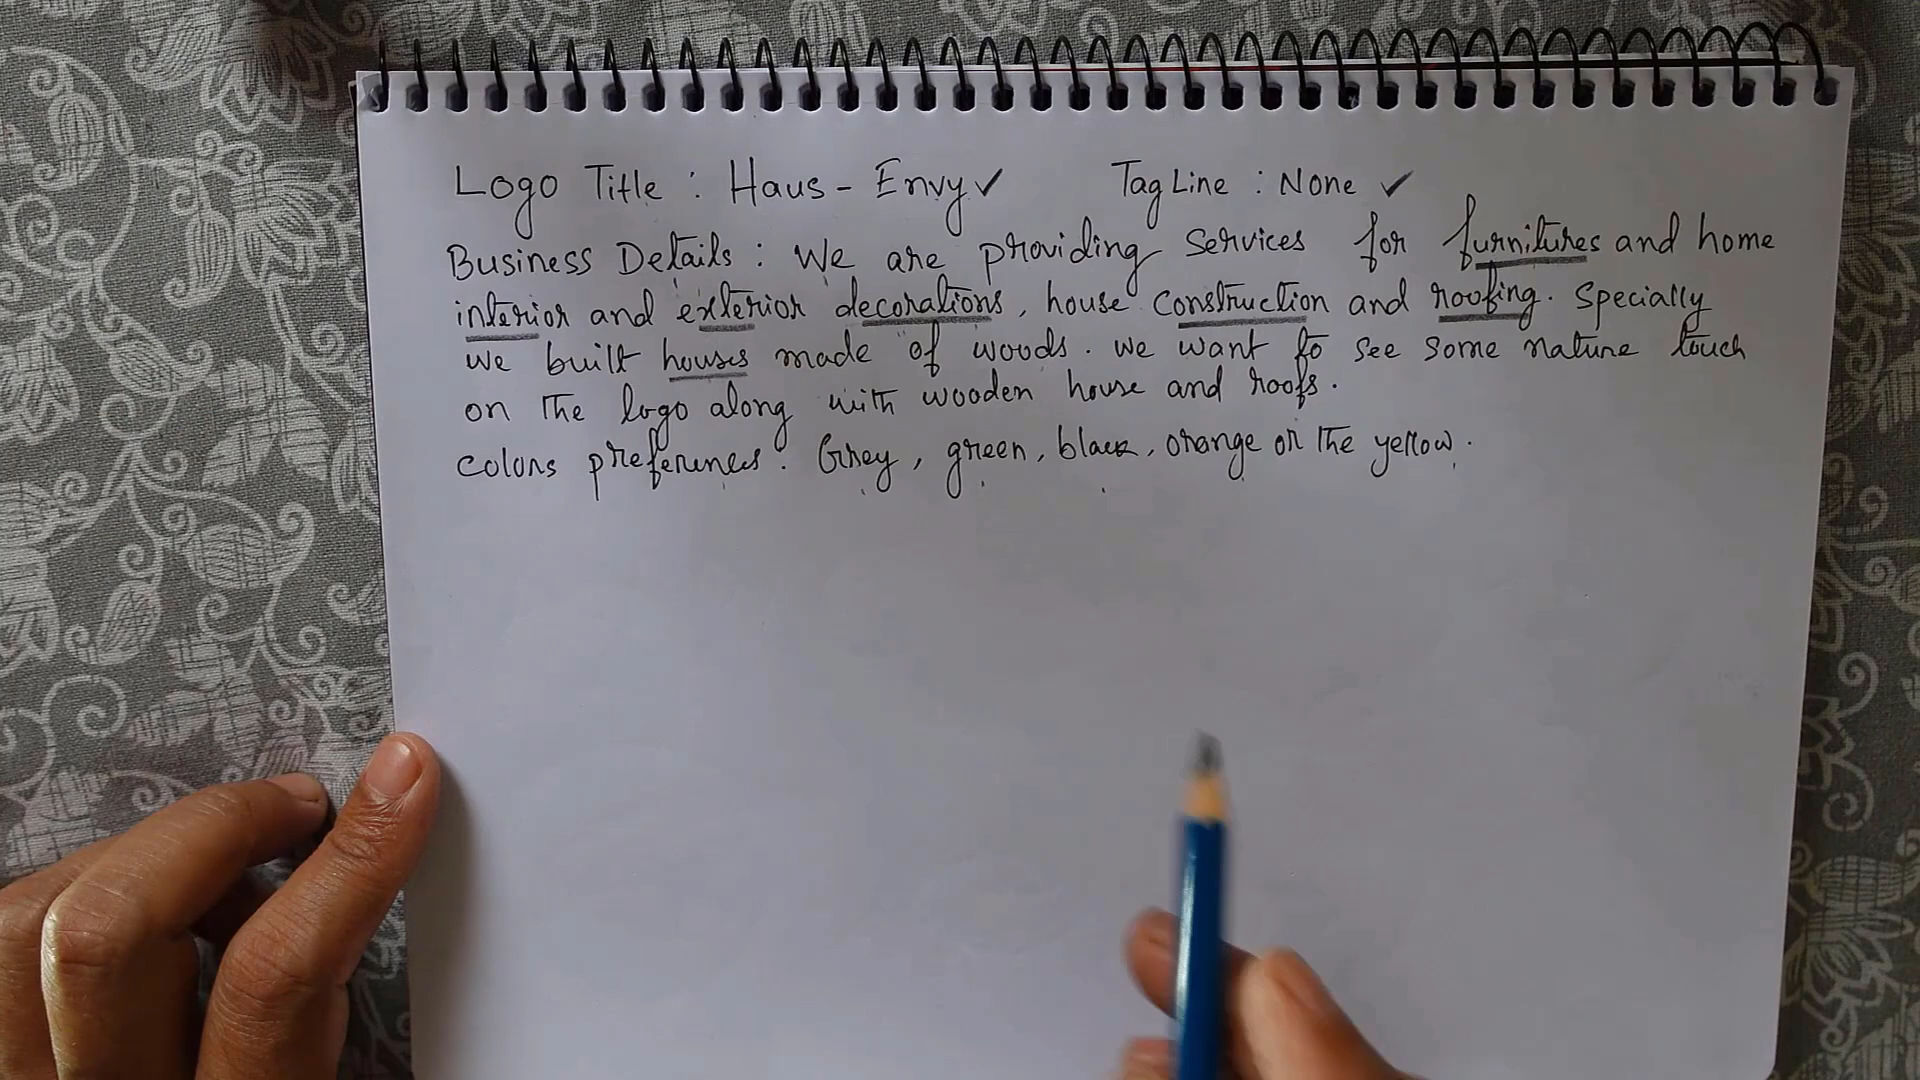 Logo Title : Haus - Envy ✓ TagLine : None ✓
Business Details : We are providing Services for furnitures and home
interior and exterior decorations, house construction and roofing. Specially
we built houses made of woods. We want to see some nature touch
on the logo along with wooden house and roofs.
colors preferences: Grey, green, black, orange or the yellow.